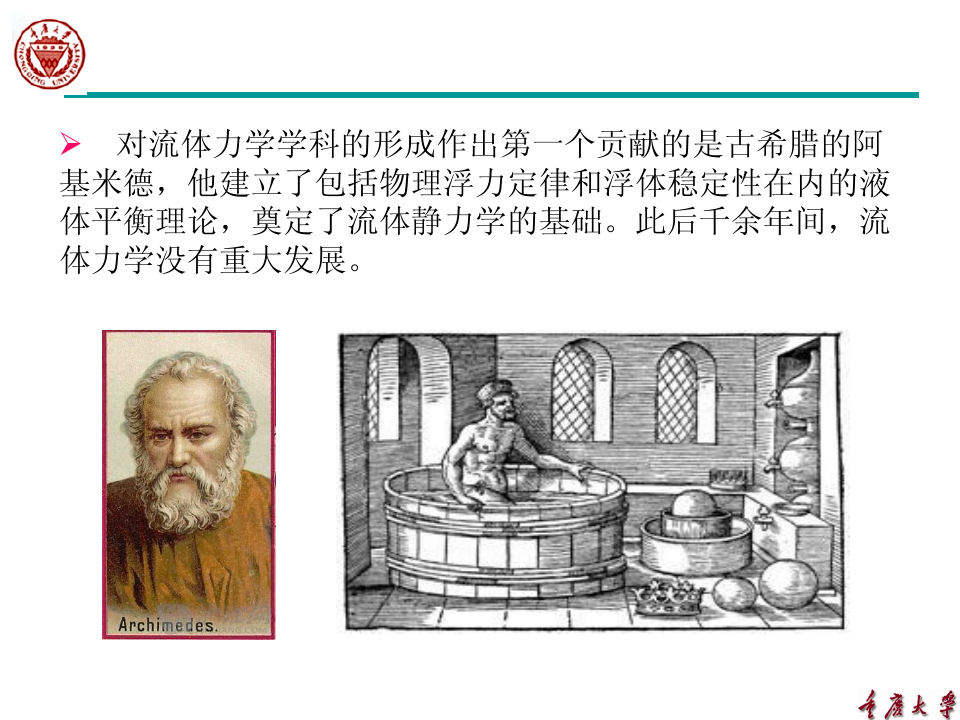 重庆大学
1929
CHONGQING UNIVERSITY
对流体力学学科的形成作出第一个贡献的是古希腊的阿
基米德，他建立了包括物理浮力定律和浮体稳定性在内的液
体平衡理论，奠定了流体静力学的基础。此后千余年间，流
体力学没有重大发展。
Archimedes.
重庆大学